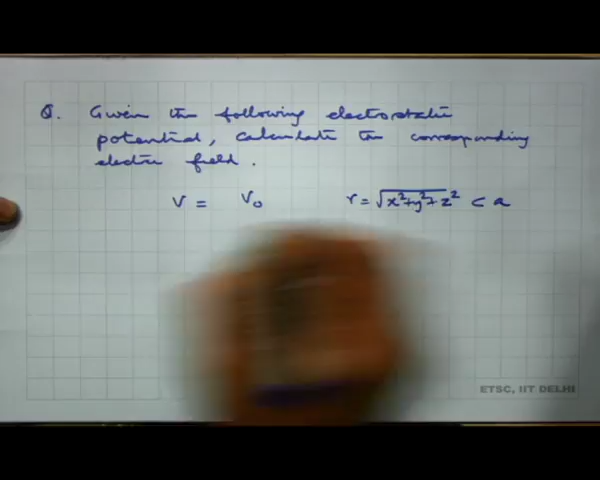 Q. Given the following electrostatic
potential, calculate the corresponding
electric field.
V = V₀ r = √x²+y²+z² < a
ETSC, IIT DELHI